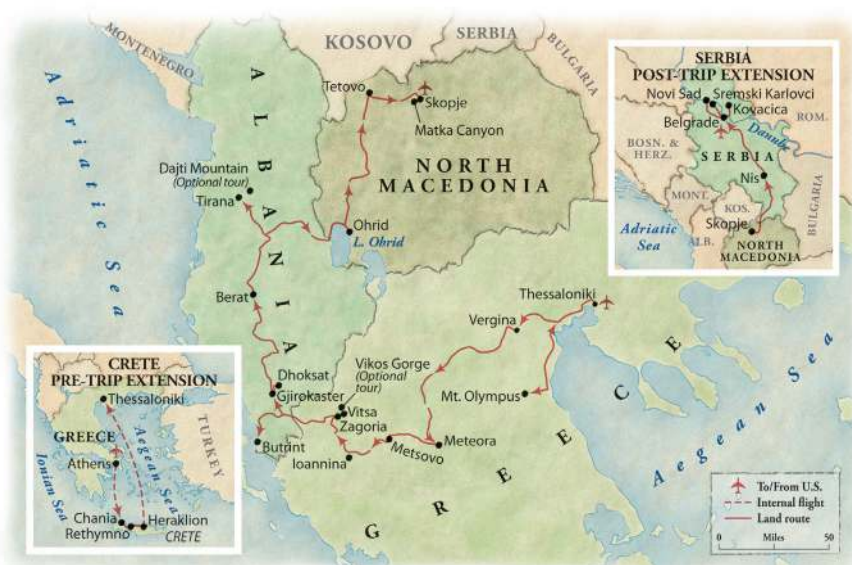 MONTENEGRO
KOSOVO
SERBIA
BULGARIA
ALBANIA
Adriatic Sea
Tetovo
Skopje
Matka Canyon
NORTH
MACEDONIA
Dajti Mountain
(Optional tour)
Tirana
Ohrid
L. Ohrid
Berat
Thessaloniki
Vergina
Dhoksat
Gjirokaster
Vikos Gorge
(Optional
tour)
Mt. Olympus
Vitsa
Zagoria
Butrint
Ioannina
Metsovo
Meteora
GREECE
Aegean Sea
SERBIA
POST-TRIP EXTENSION
Novi Sad
Sremski Karlovci
Kovacica
Belgrade
ROM.
Danube
BOSN. &
HERZ.
SERBIA
Nis
MONT.
KOS.
BULGARIA
Skopje
Adriatic
Sea
ALB.
NORTH
MACEDONIA
CRETE
PRE-TRIP EXTENSION
Thessaloniki
GREECE
Aegean Sea
TURKEY
Ionian Sea
Athens
Chania
Heraklion
Rethymno
CRETE
To/From U.S.
Internal flight
Land route
0 Miles 50